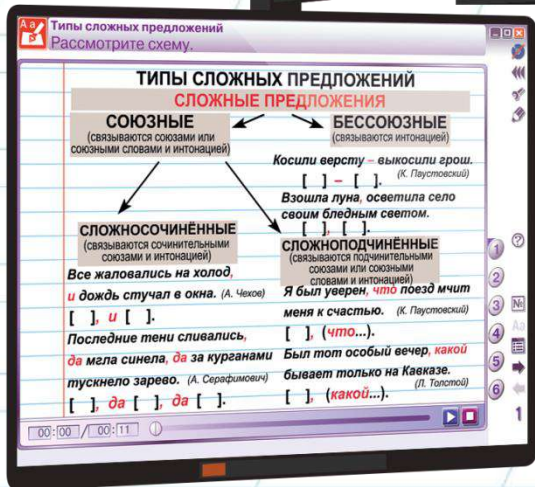 Аа
Типы сложных предложений
Рассмотрите схему.
ТИПЫ СЛОЖНЫХ ПРЕДЛОЖЕНИЙ
СЛОЖНЫЕ ПРЕДЛОЖЕНИЯ
СОЮЗНЫЕ
(связываются союзами или
союзными словами и интонацией)
БЕССОЮЗНЫЕ
(связываются интонацией)
Косили версту – выкосили грош.
(К. Паустовский)
[ ] – [ ].
Взошла луна, осветила село
своим бледным светом.
[ ], [ ].
СЛОЖНОСОЧИНЁННЫЕ
(связываются сочинительными
союзами и интонацией)
Все жаловались на холод,
и дождь стучал в окна. (А. Чехов)
[ ], и [ ].
Последние тени сливались,
да мгла синела, да за курганами
тускнело зарево. (А. Серафимович)
[ ], да [ ], да [ ].
СЛОЖНОПОДЧИНЁННЫЕ
(связываются подчинительными
союзами или союзными
словами и интонацией)
Я был уверен, что поезд мчит
меня к счастью. (К. Паустовский)
[ ], (что...).
Был тот особый вечер, какой
бывает только на Кавказе.
(Л. Толстой)
[ ], (какой...).
00:00 / 00:11
1
2
3
4
5
6
№
Аа
1